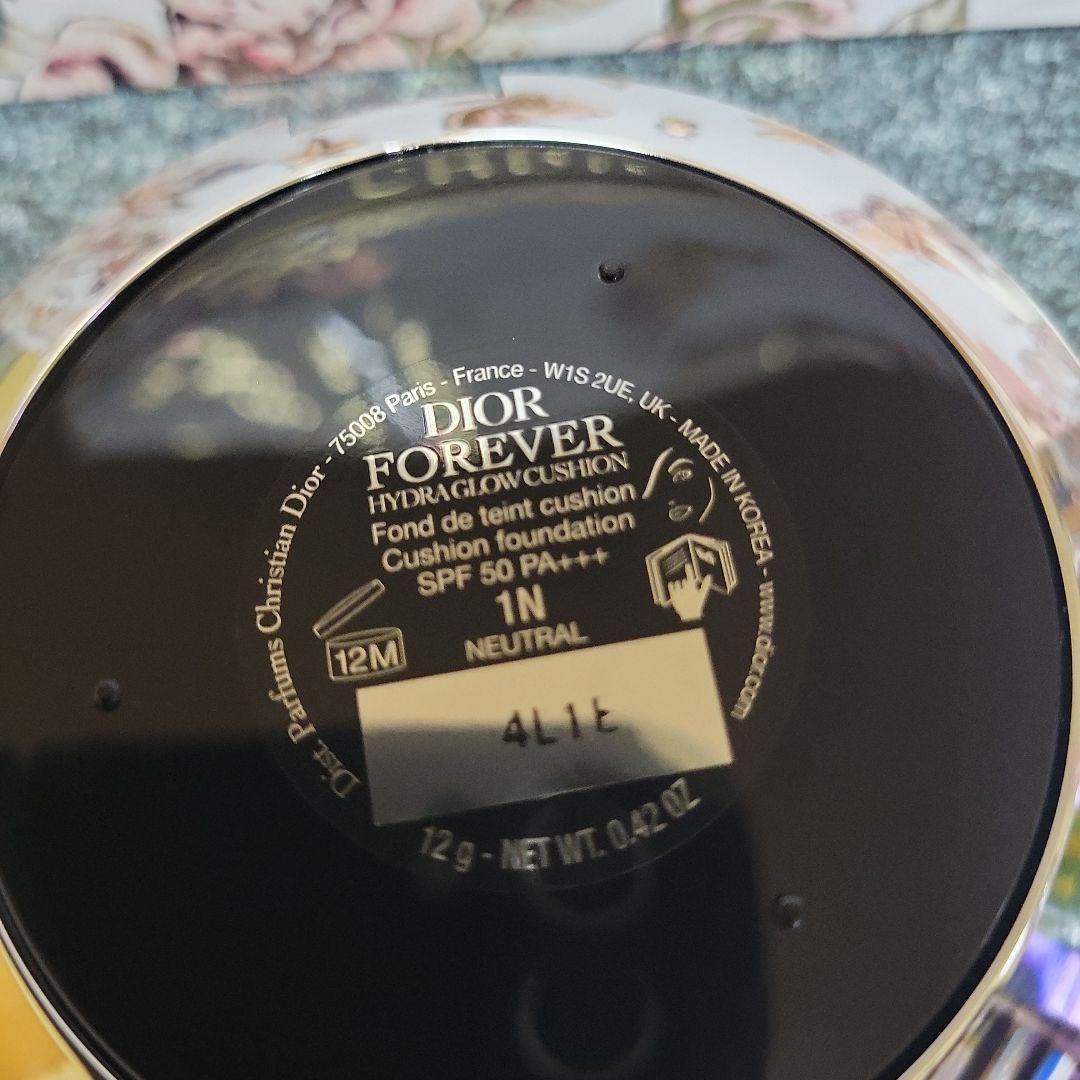 Dist. Parfums Christian Dior - 75008 Paris - France - W1S 2UE, UK - MADE IN KOREA - www.dior.com
DIOR
FOREVER
HYDRA GLOW CUSHION
Fond de teint cushion
Cushion foundation
SPF 50 PA+++
1N
NEUTRAL
12M
4L1E
12 g - NET WT. 0.42 OZ